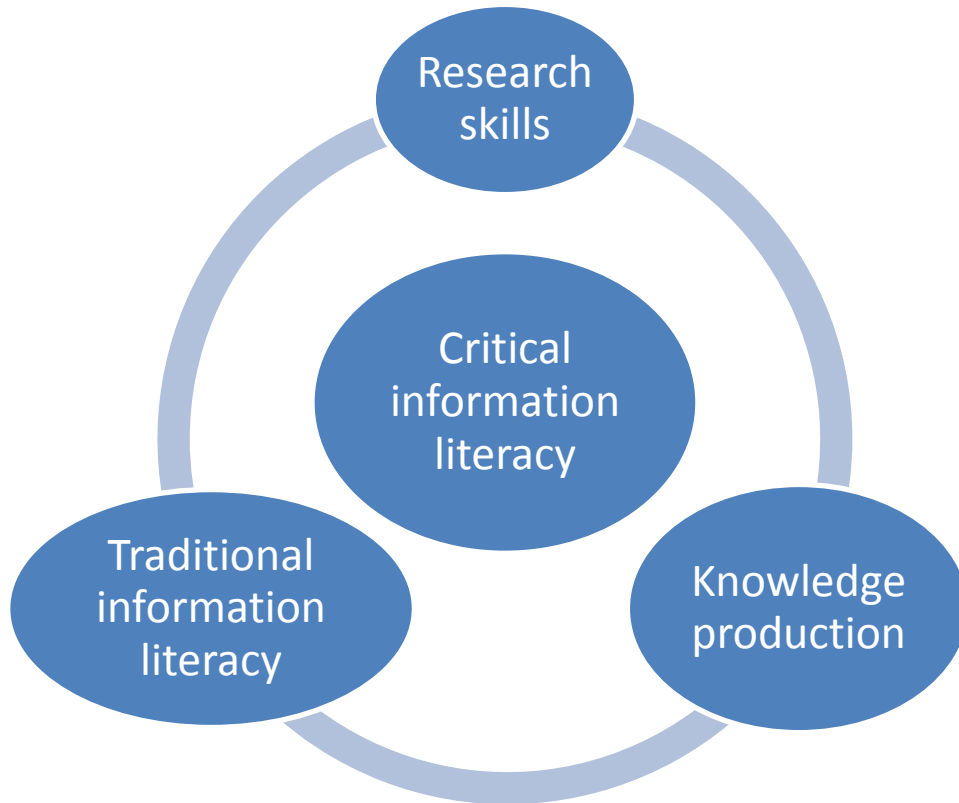 Research
skills
Critical
information
literacy
Traditional
information
literacy
Knowledge
production